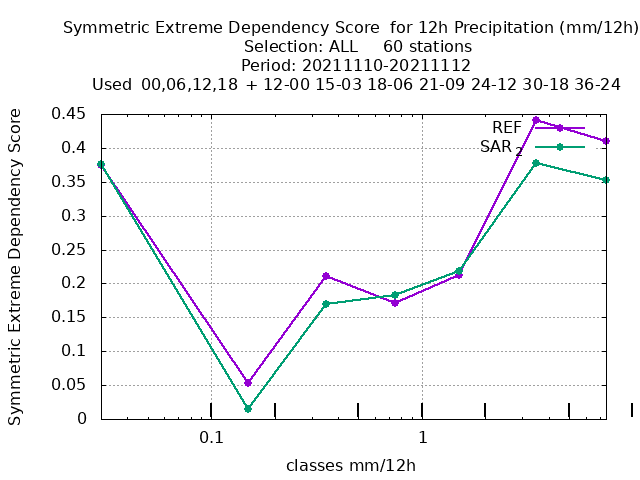 Symmetric Extreme Dependency Score  for 12h Precipitation (mm/12h)
Selection: ALL     60 stations
Period: 20211110-20211112
Used  00,06,12,18  + 12-00 15-03 18-06 21-09 24-12 30-18 36-24
Symmetric Extreme Dependency Score
0.45
0.4
0.35
0.3
0.25
0.2
0.15
0.1
0.05
0
REF
SAR 2
0.1
1
classes mm/12h